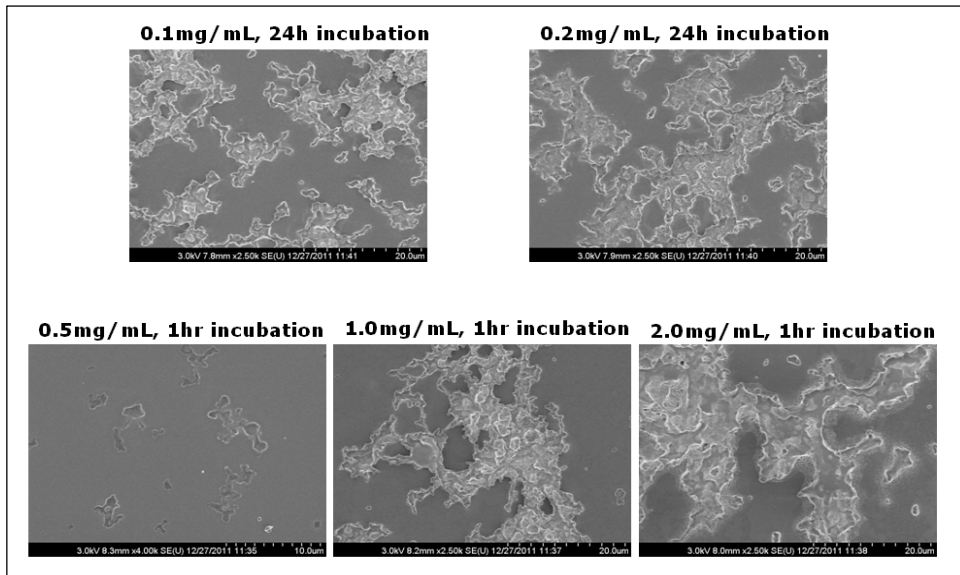 0.1mg/mL, 24h incubation
0.2mg/mL, 24h incubation
3.0kV 7.8mm x2.50k SE(U) 12/27/2011 11:41 20.0um
3.0kV 7.9mm x2.50k SE(U) 12/27/2011 11:40 20.0um
0.5mg/mL, 1hr incubation
1.0mg/mL, 1hr incubation
2.0mg/mL, 1hr incubation
3.0kV 8.3mm x4.00k SE(U) 12/27/2011 11:35 10.0um
3.0kV 8.2mm x2.50k SE(U) 12/27/2011 11:37 20.0um
3.0kV 8.0mm x2.50k SE(U) 12/27/2011 11:38 20.0um